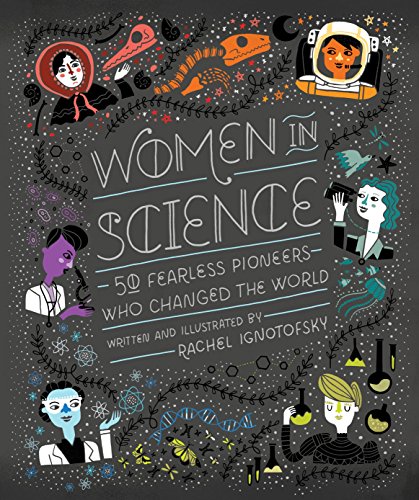 WOMEN IN
SCIENCE
50 FEARLESS PIONEERS
WHO CHANGED THE WORLD
WRITTEN AND ILLUSTRATED BY
RACHEL IGNOTOFSKY